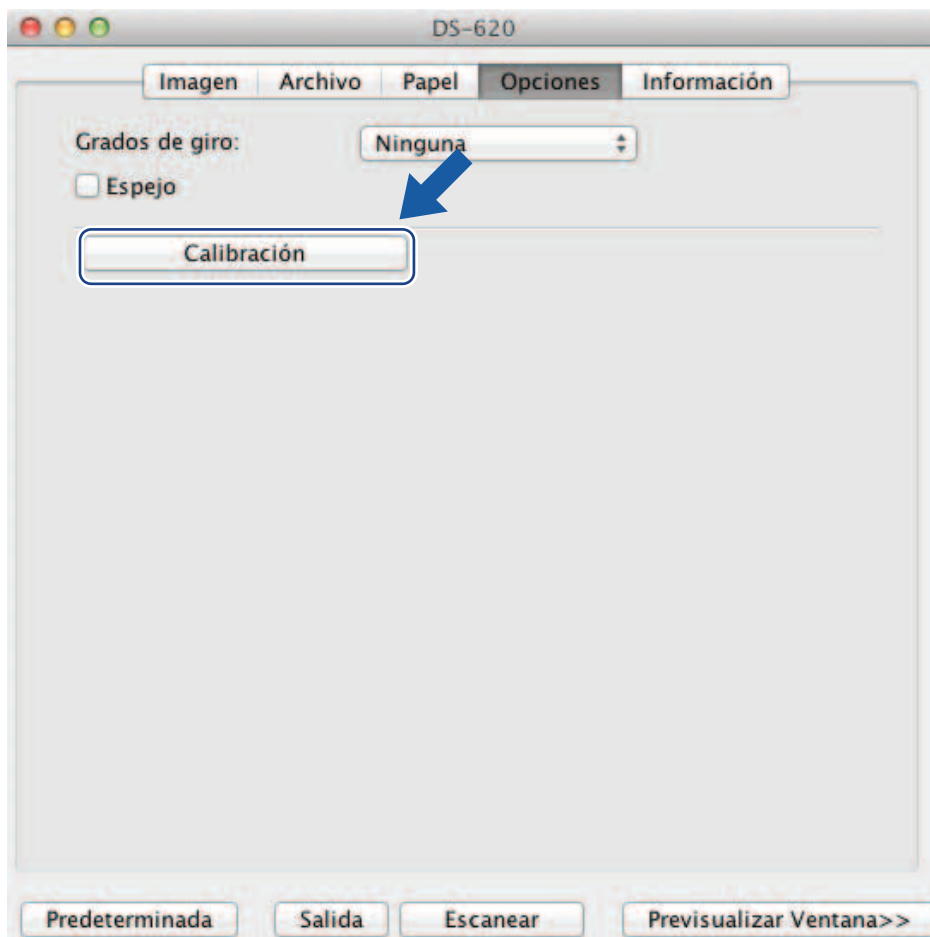 DS-620
Imagen Archivo Papel Opciones Información
Grados de giro: Ninguna
Espejo
Calibración
Predeterminada Salida Escanear Previsualizar Ventana>>